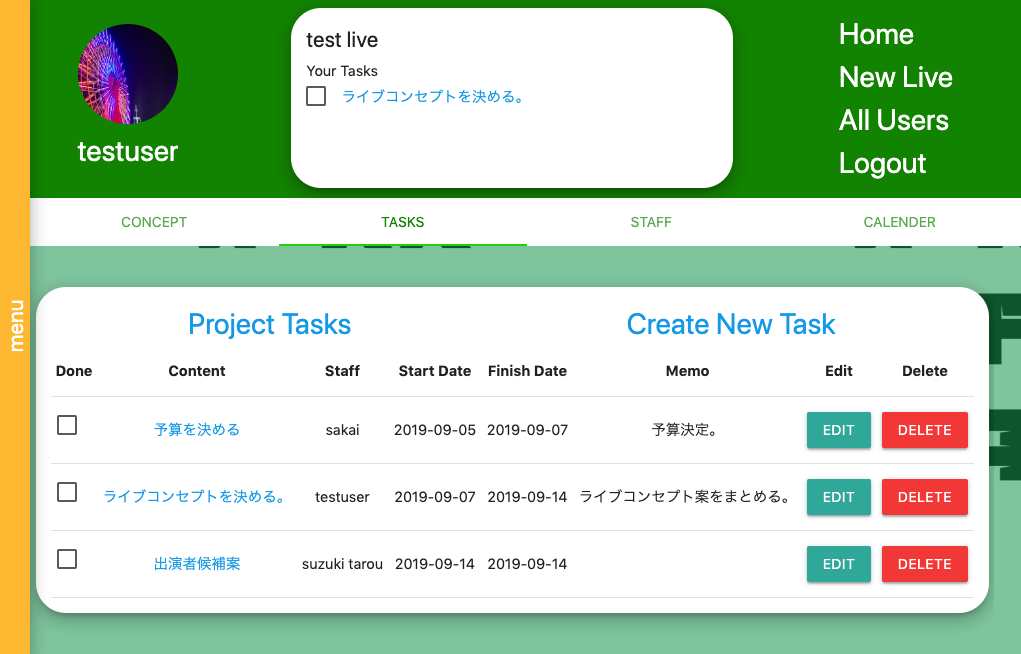 menu
testuser
test live
Your Tasks
ライブコンセプトを決める。
Home
New Live
All Users
Logout
CONCEPT TASKS STAFF CALENDER
Project Tasks Create New Task
Done Content Staff Start Date Finish Date Memo Edit Delete
予算を決める sakai 2019-09-05 2019-09-07 予算決定。 EDIT DELETE
ライブコンセプトを決める。 testuser 2019-09-07 2019-09-14 ライブコンセプト案をまとめる。 EDIT DELETE
出演者候補案 suzuki tarou 2019-09-14 2019-09-14 EDIT DELETE